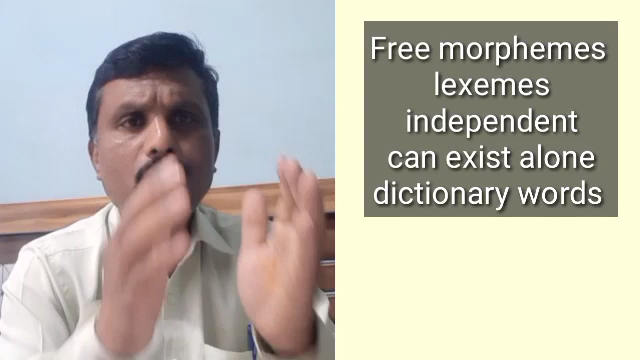 Free morphemes
lexemes
independent
can exist alone
dictionary words